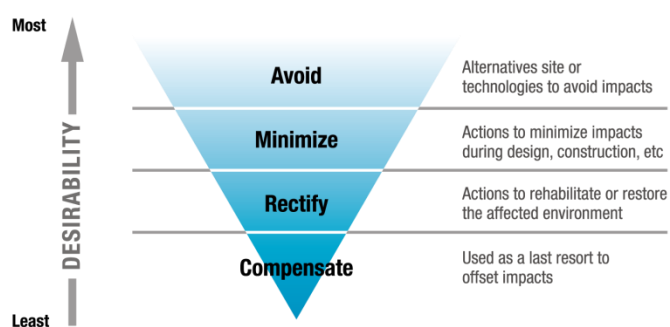 Most
DESIRABILITY
Least
Avoid
Alternatives site or
technologies to avoid impacts
Minimize
Actions to minimize impacts
during design, construction, etc
Rectify
Actions to rehabilitate or restore
the affected environment
Compensate
Used as a last resort to
offset impacts